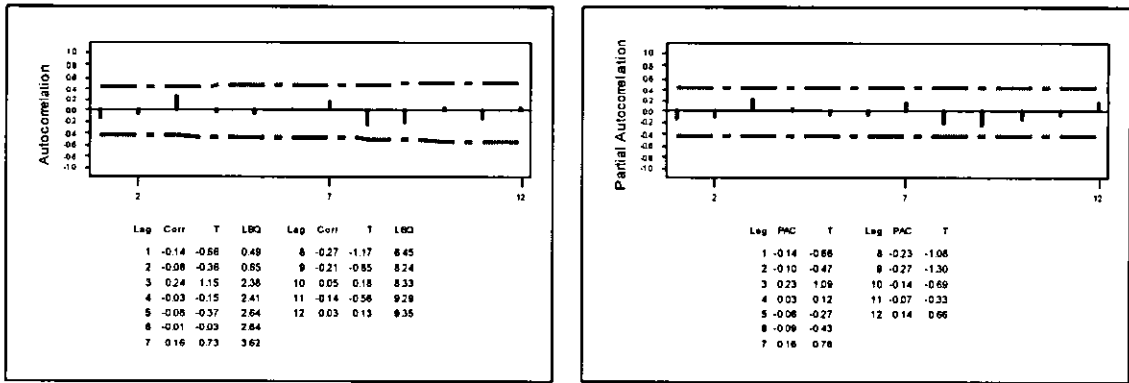 Autocorrelation
1.0
0.8
0.6
0.4
0.2
0.0
-0.2
-0.4
-0.6
-0.8
-1.0
2 7 12
Lag Corr T LBQ Lag Corr T LBQ
1 -0.14 -0.66 0.49 8 -0.27 -1.17 6.45
2 -0.08 -0.36 0.65 9 -0.21 -0.85 8.24
3 0.24 1.15 2.38 10 0.05 0.18 8.33
4 -0.03 -0.15 2.41 11 -0.14 -0.56 9.29
5 -0.08 -0.37 2.64 12 0.03 0.13 9.35
6 -0.01 -0.03 2.64
7 0.16 0.73 3.62
Partial Autocorrelation
1.0
0.8
0.6
0.4
0.2
0.0
-0.2
-0.4
-0.6
-0.8
-1.0
2 7 12
Lag PAC T Lag PAC T
1 -0.14 -0.66 8 -0.23 -1.08
2 -0.10 -0.47 9 -0.27 -1.30
3 0.23 1.09 10 -0.14 -0.69
4 0.03 0.12 11 -0.07 -0.33
5 -0.06 -0.27 12 0.14 0.66
6 -0.09 -0.43
7 0.16 0.78